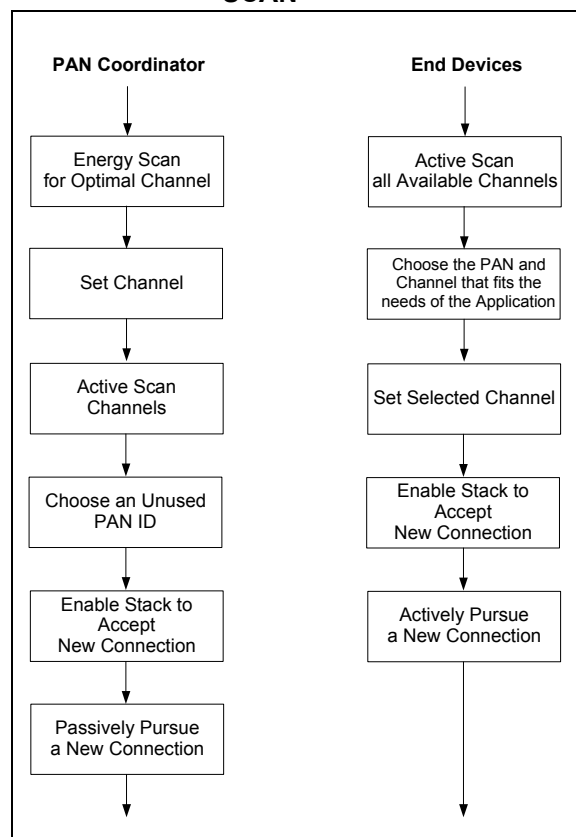 PAN Coordinator
Energy Scan
for Optimal Channel
Set Channel
Active Scan
Channels
Choose an Unused
PAN ID
Enable Stack to
Accept
New Connection
Passively Pursue
a New Connection
End Devices
Active Scan
all Available Channels
Choose the PAN and
Channel that fits the
needs of the Application
Set Selected Channel
Enable Stack to
Accept
New Connection
Actively Pursue
a New Connection